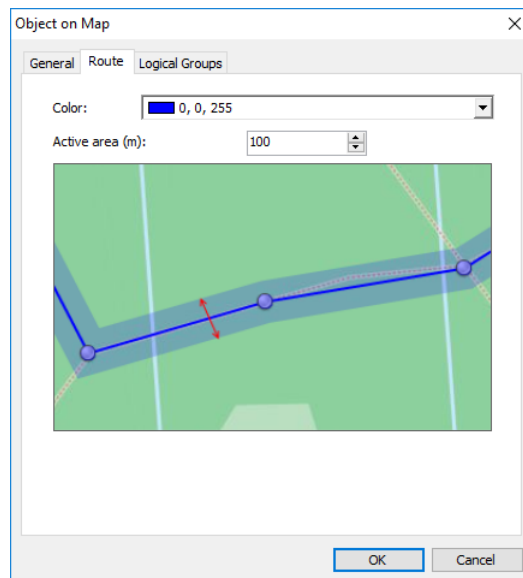 Object on Map
General Route Logical Groups
Color: 0, 0, 255
Active area (m): 100
OK Cancel